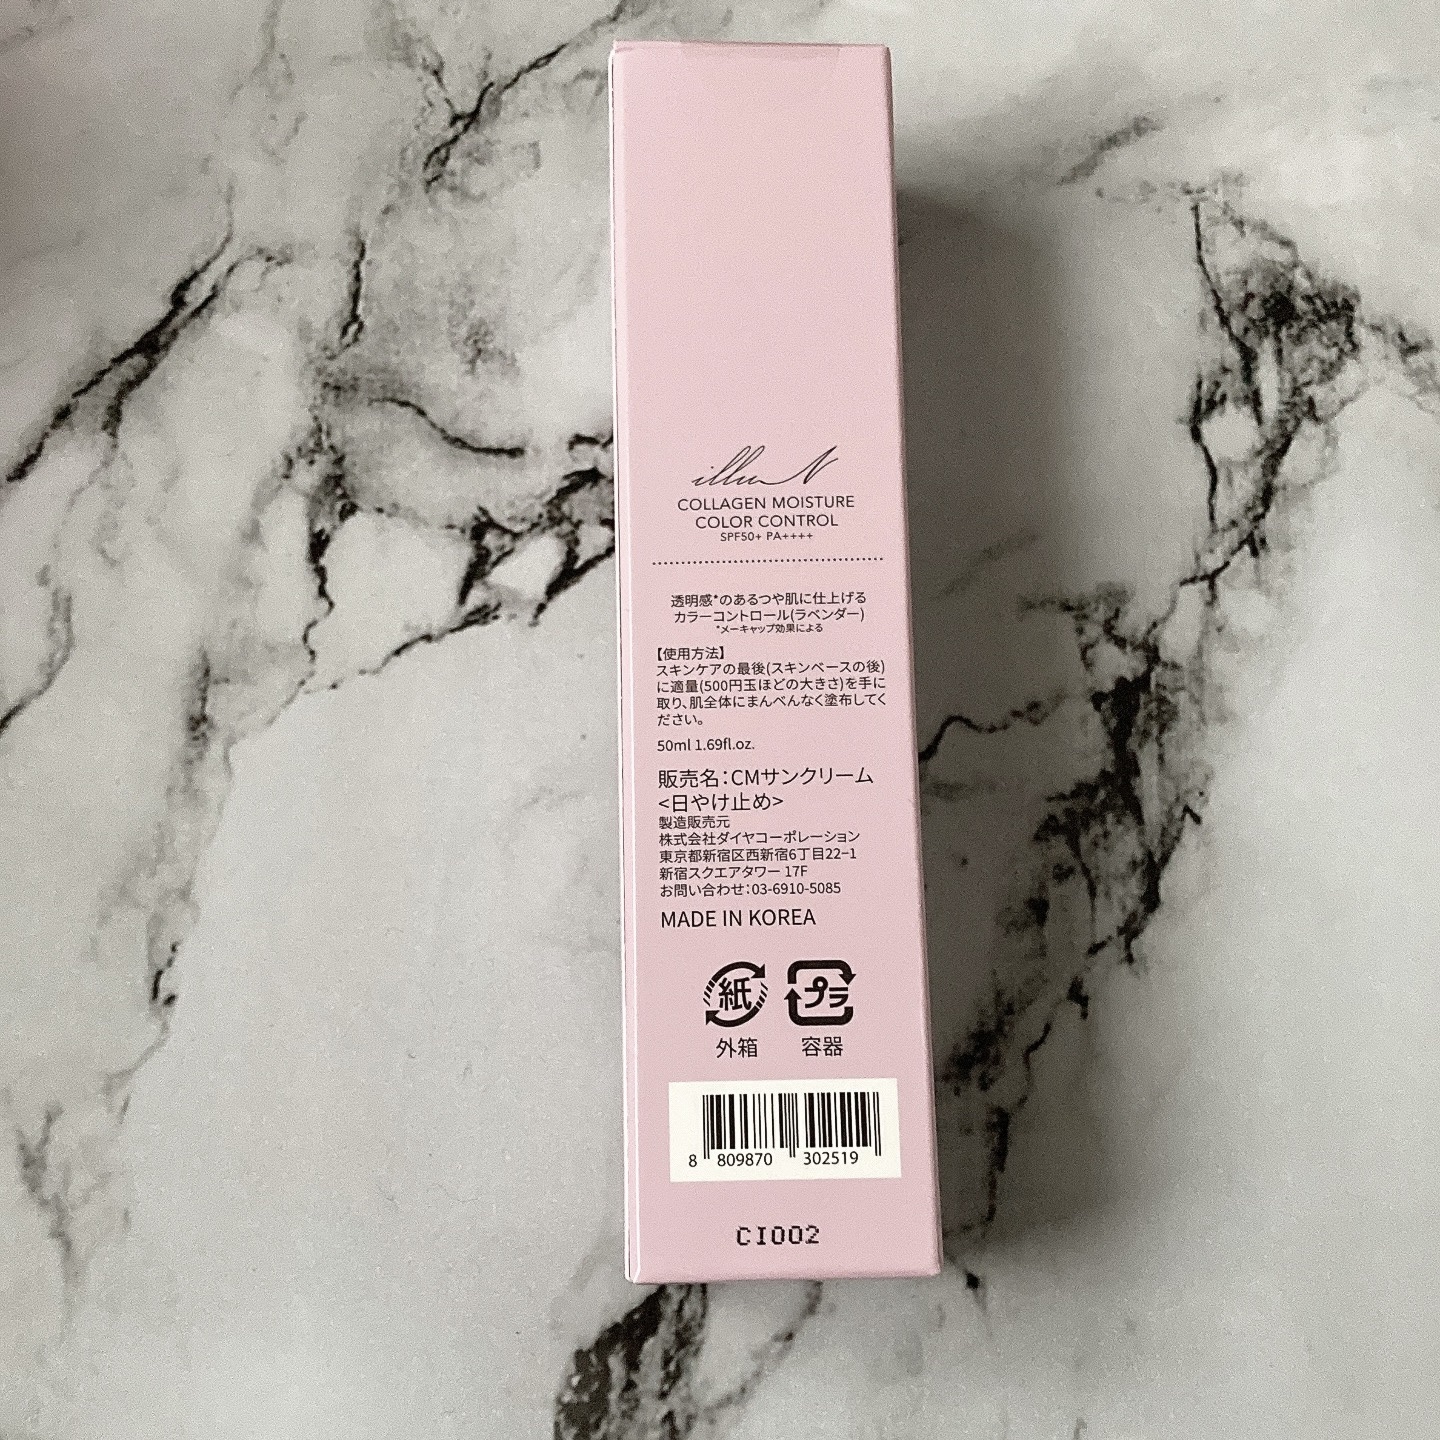 illuN
COLLAGEN MOISTURE
COLOR CONTROL
SPF50+ PA++++
透明感*のあるつや肌に仕上げる
カラーコントロール(ラベンダー)
*メーキャップ効果による
【使用方法】
スキンケアの最後(スキンベースの後)
に適量(500円玉ほどの大きさ)を手に
取り、肌全体にまんべんなく塗布してく
ださい。
50ml 1.69fl.oz.
販売名：CMサンクリーム
<日やけ止め>
製造販売元
株式会社ダイヤコーポレーション
東京都新宿区西新宿6丁目22−1
新宿スクエアタワー 17F
お問い合わせ：03-6910-5085
MADE IN KOREA
紙 プラ
外箱 容器
8 809870 302519
CI002